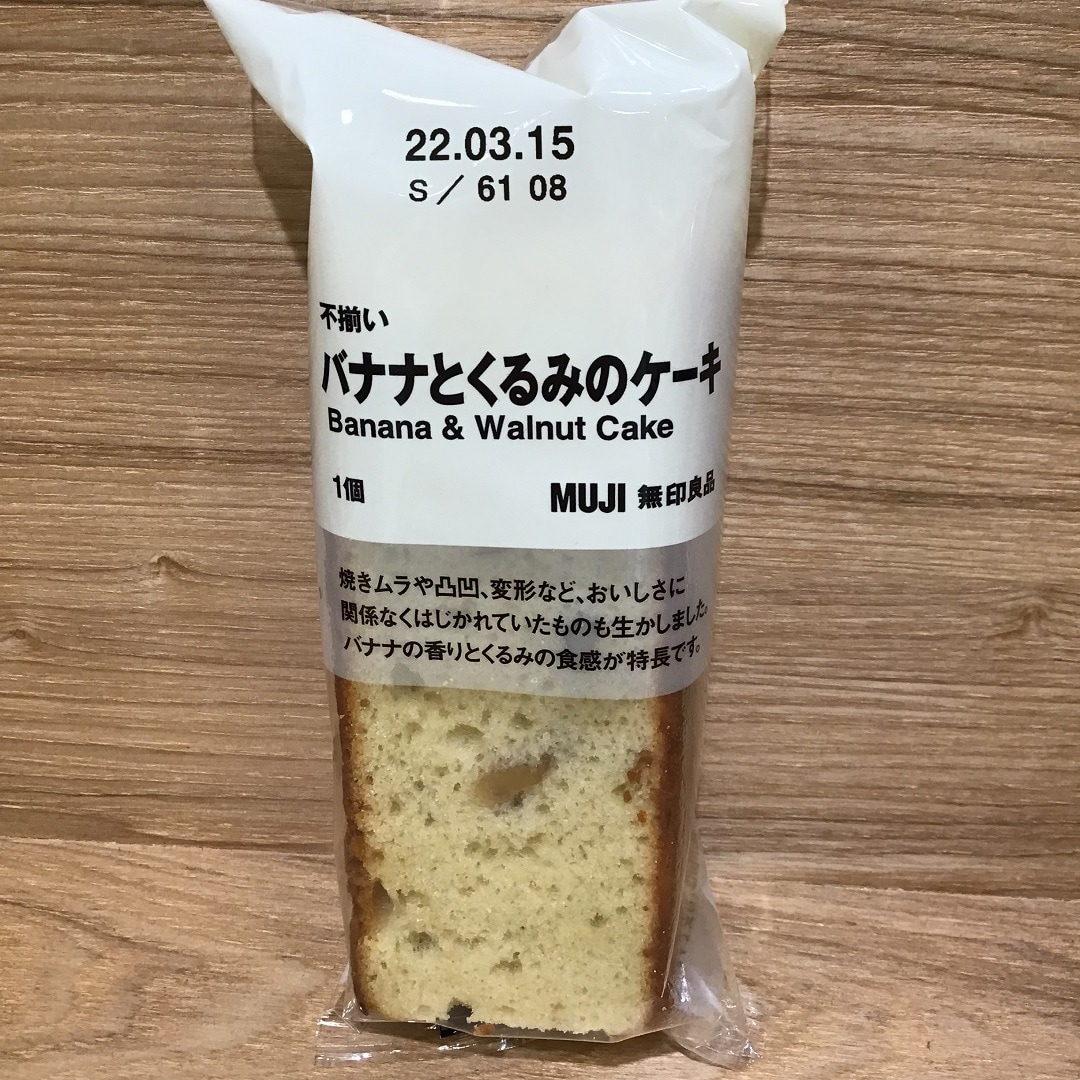 22.03.15
S／ 61 08
不揃い
バナナとくるみのケーキ
Banana & Walnut Cake
1個
MUJI 無印良品
焼きムラや凸凹、変形など、おいしさに
関係なくはじかれていたものも生かしました。
バナナの香りとくるみの食感が特長です。